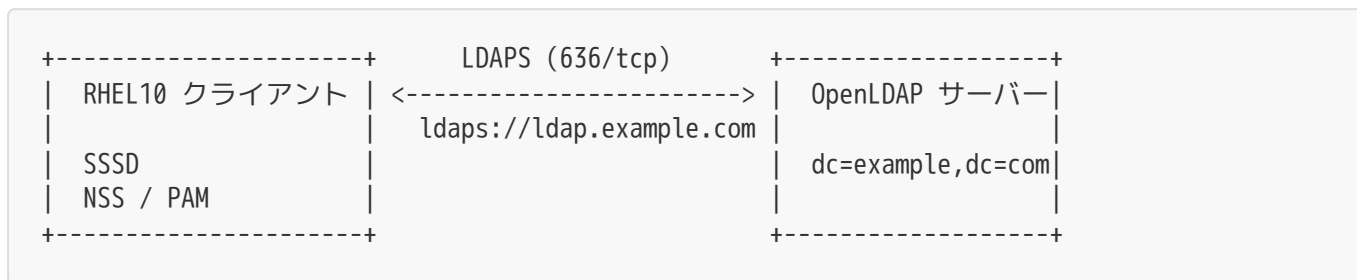 +----------------------+     LDAPS (636/tcp)      +------------------+
|  RHEL10 クライアント | <-----------------------> |  OpenLDAP サーバー|
|                      |  ldaps://ldap.example.com |                  |
|  SSSD                |                           |  dc=example,dc=com|
|  NSS / PAM           |                           |                  |
+----------------------+                           +------------------+